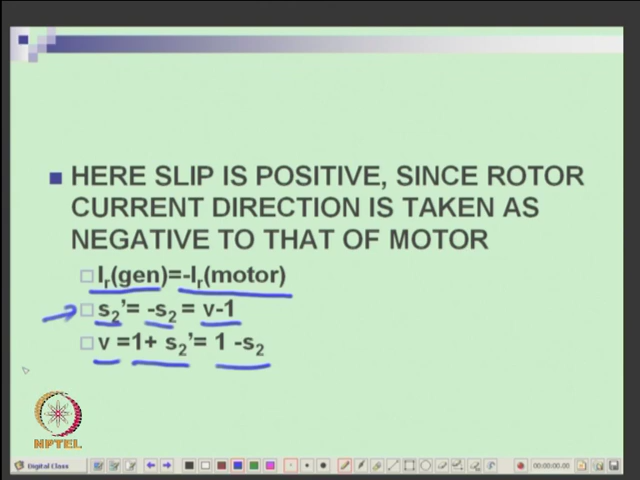 HERE SLIP IS POSITIVE, SINCE ROTOR
CURRENT DIRECTION IS TAKEN AS
NEGATIVE TO THAT OF MOTOR
Iᵣ(gen)=-Iᵣ(motor)
s₂'= -s₂ = v-1
v =1+ s₂'= 1 -s₂
NPTEL
Digital Class
00:00:00.00